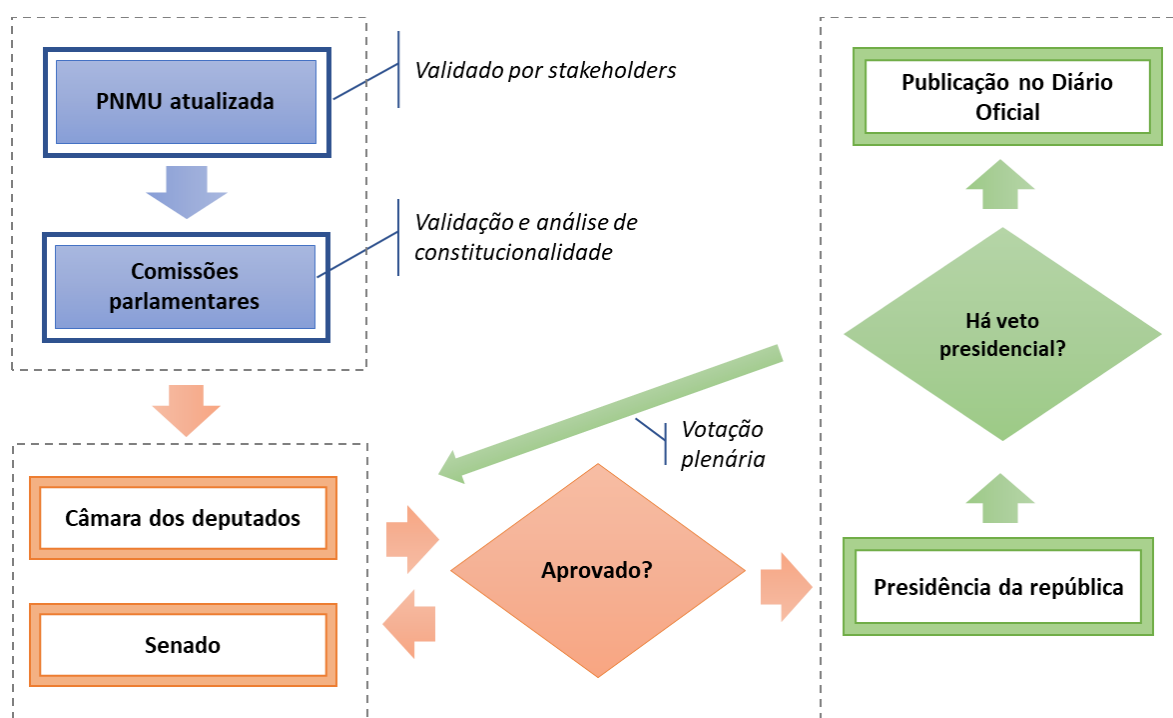 PNMU atualizada
Validado por stakeholders
Comissões
parlamentares
Validação e análise de
constitucionalidade
Câmara dos deputados
Senado
Aprovado?
Votação
plenária
Presidência da república
Há veto
presidencial?
Publicação no Diário
Oficial